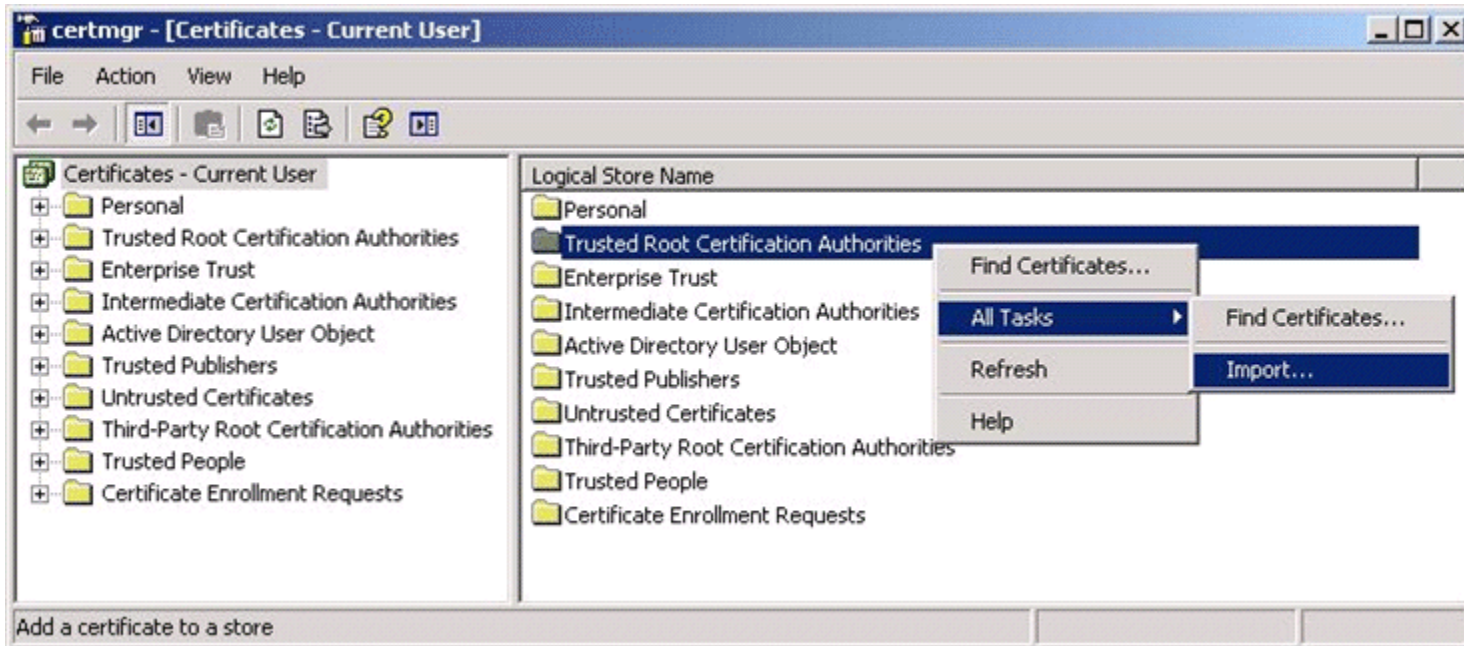 certmgr - [Certificates - Current User]
File Action View Help
Certificates - Current User
Personal
Trusted Root Certification Authorities
Enterprise Trust
Intermediate Certification Authorities
Active Directory User Object
Trusted Publishers
Untrusted Certificates
Third-Party Root Certification Authorities
Trusted People
Certificate Enrollment Requests
Logical Store Name
Personal
Trusted Root Certification Authorities
Enterprise Trust
Intermediate Certification Authorities
Active Directory User Object
Trusted Publishers
Untrusted Certificates
Third-Party Root Certification Authorities
Trusted People
Certificate Enrollment Requests
Find Certificates...
All Tasks
Refresh
Help
Find Certificates...
Import...
Add a certificate to a store